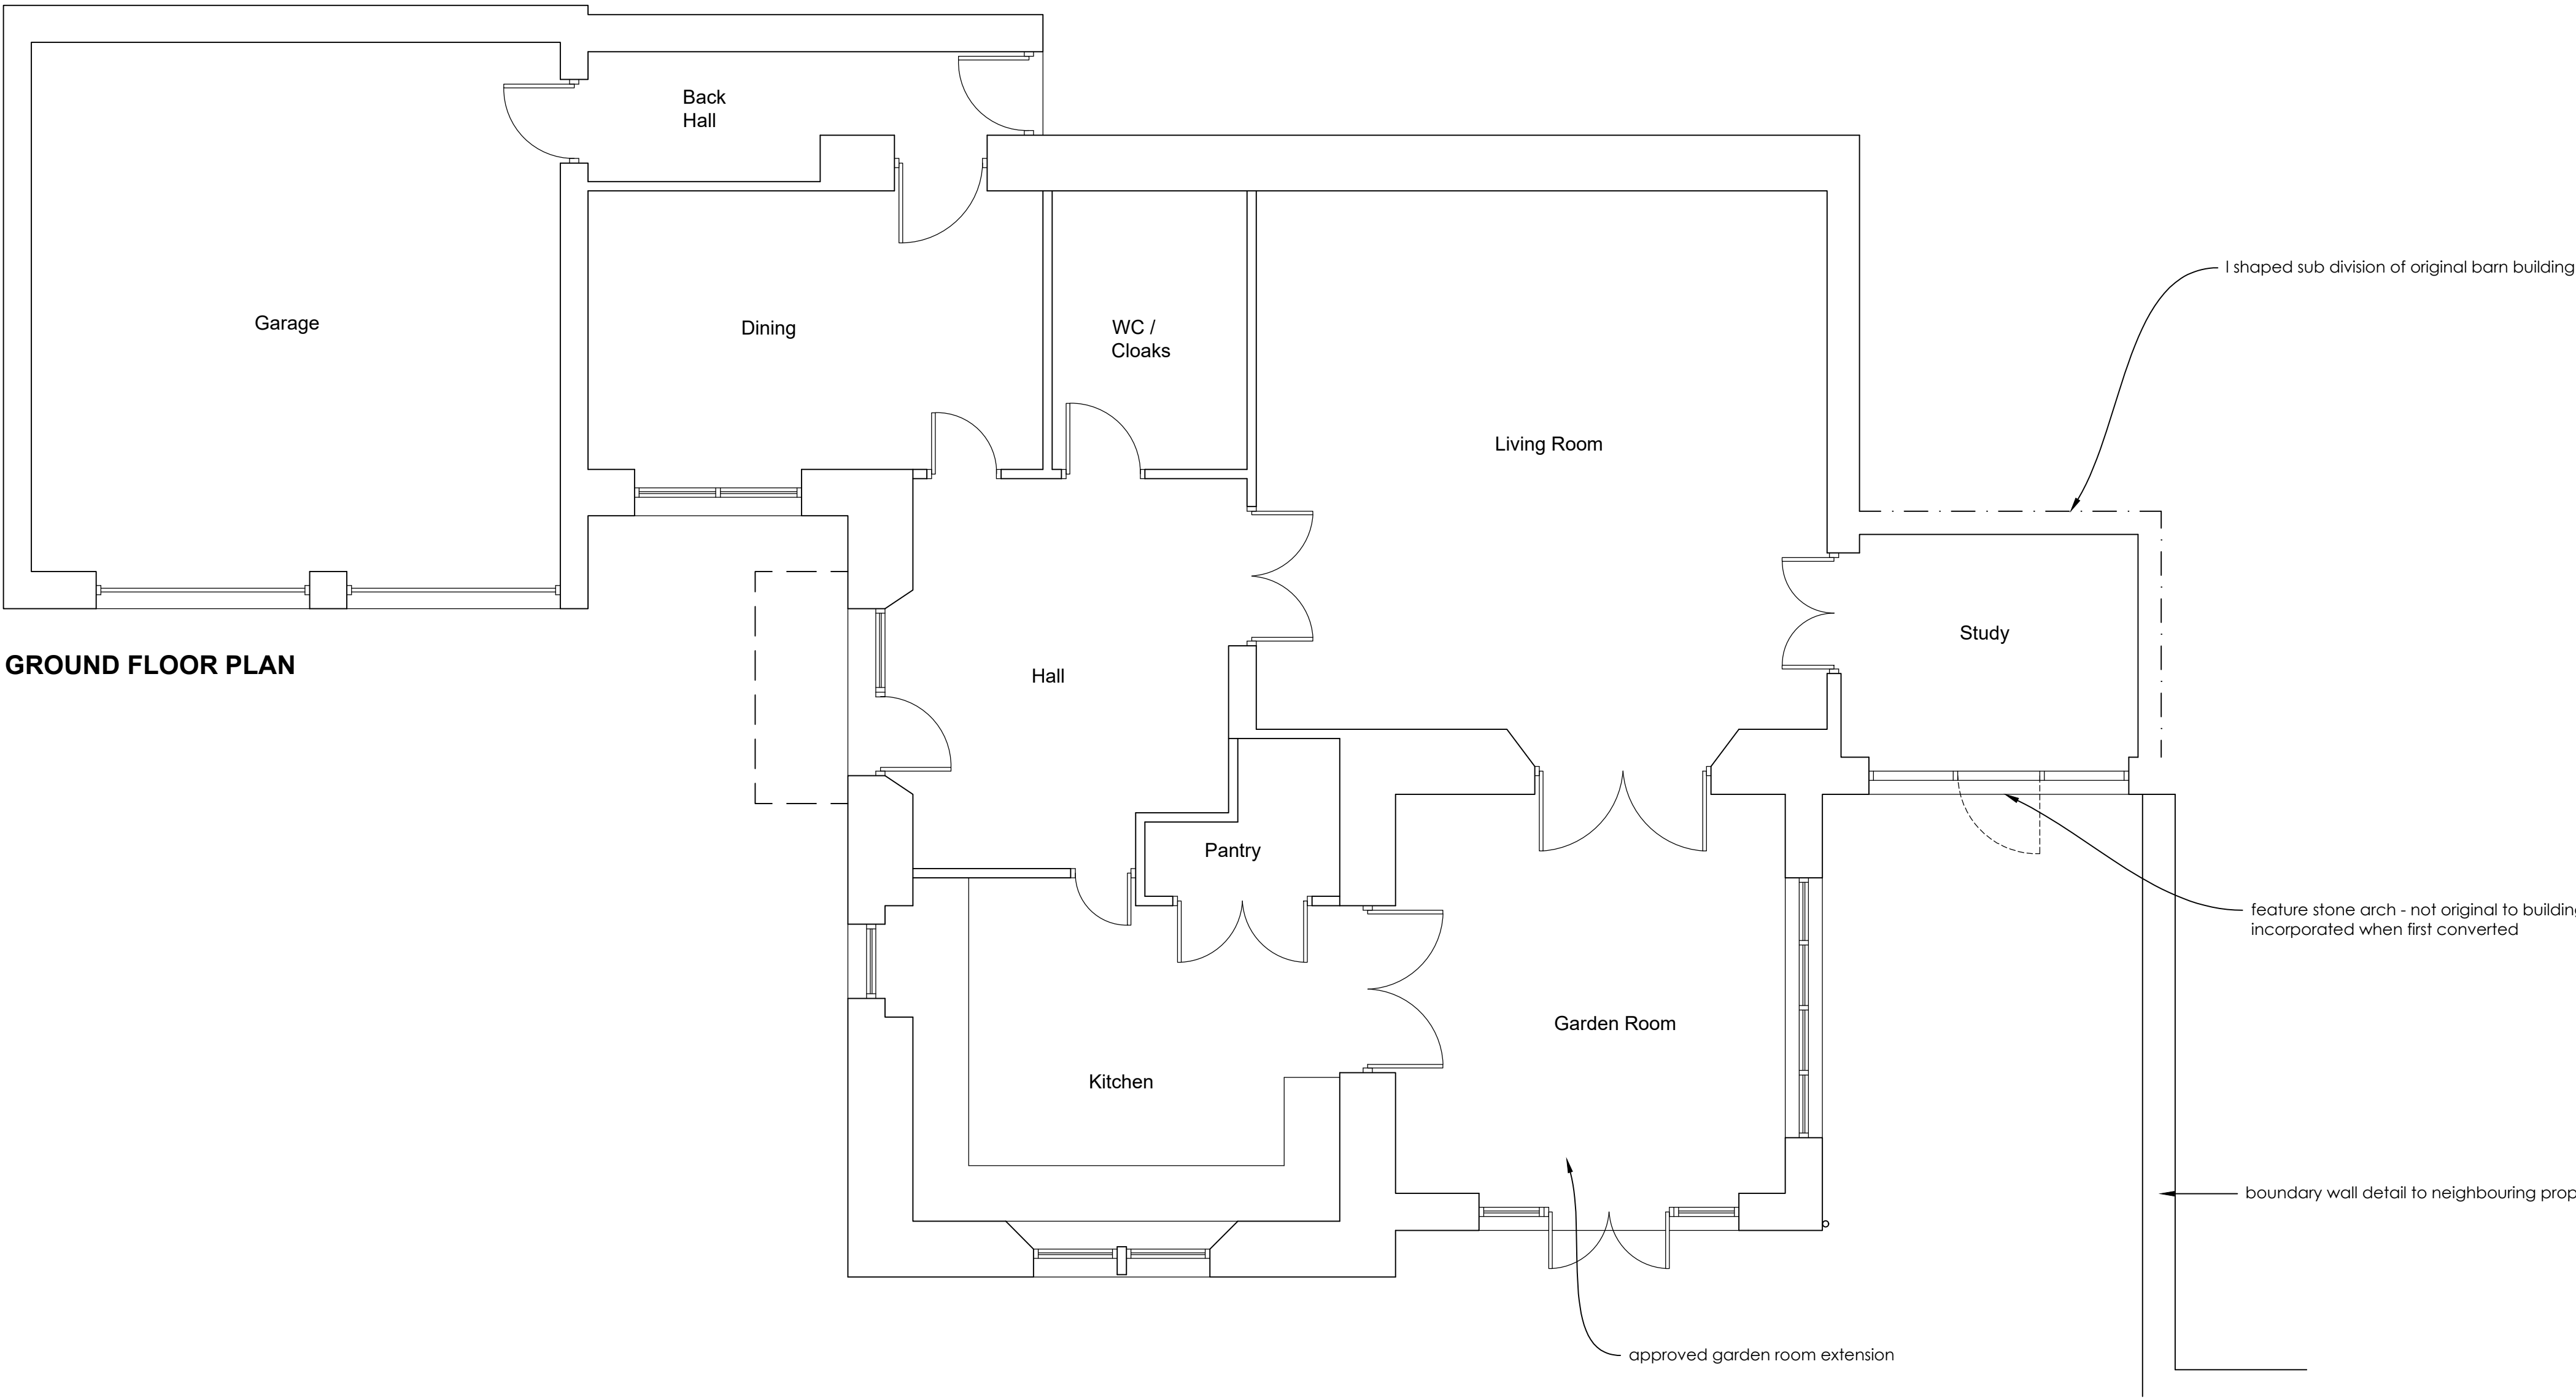 Back
Hall
Garage
Dining
WC /
Cloaks
Living Room
l shaped sub division of original barn building
Study
GROUND FLOOR PLAN
Hall
Pantry
feature stone arch - not original to building
incorporated when first converted
Garden Room
Kitchen
boundary wall detail to neighbouring prop
approved garden room extension